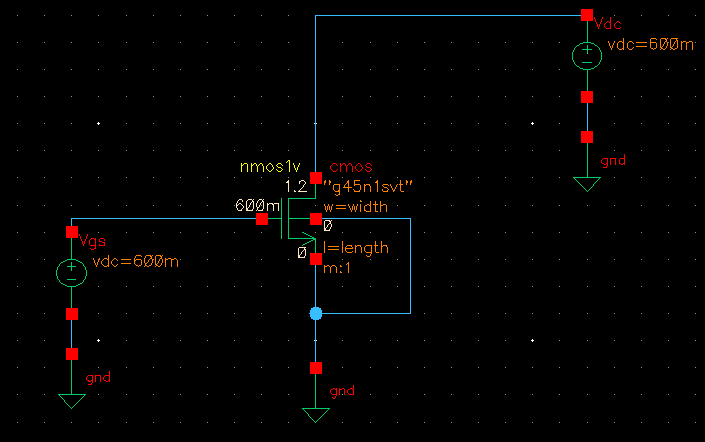 Vdc
vdc=600m
gnd
nmos1v
cmos
1.2
"g45n1svt"
600m
w=width
0
Vgs
vdc=600m
0
l=length
m:1
gnd
gnd